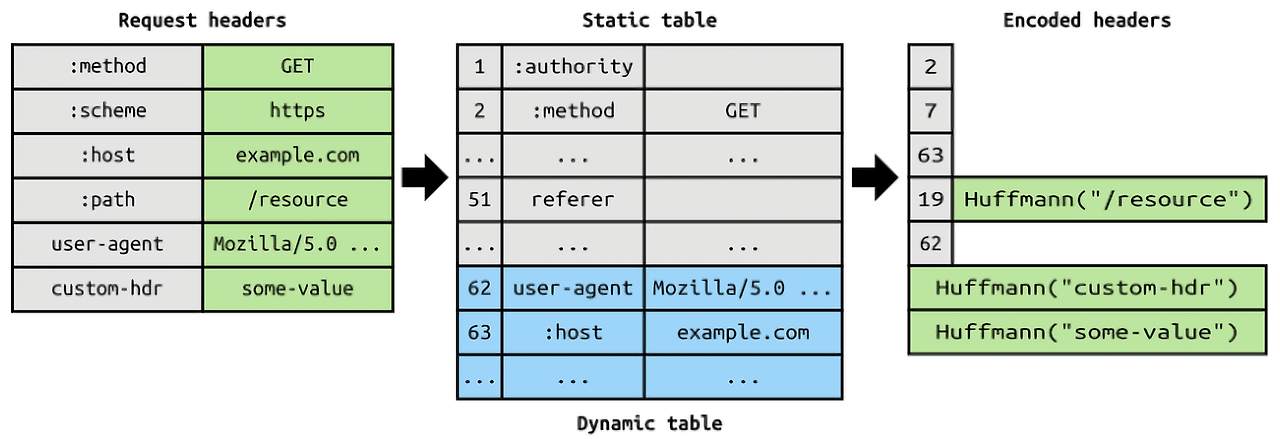 Request headers
:method GET
:scheme https
:host example.com
:path /resource
user-agent Mozilla/5.0 ...
custom-hdr some-value
Static table
1 :authority
2 :method GET
... ... ...
51 referer
... ... ...
62 user-agent Mozilla/5.0 ...
63 :host example.com
... ... ...
Dynamic table
Encoded headers
2
7
63
19 Huffmann("/resource")
62
Huffmann("custom-hdr")
Huffmann("some-value")